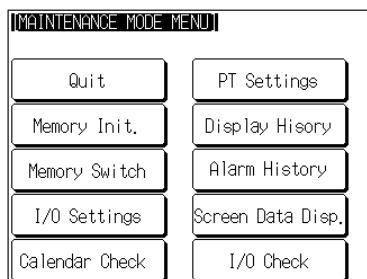 [MAINTENANCE MODE MENU]
Quit
PT Settings
Memory Init.
Display Hisory
Memory Switch
Alarm History
I/O Settings
Screen Data Disp.
Calendar Check
I/O Check